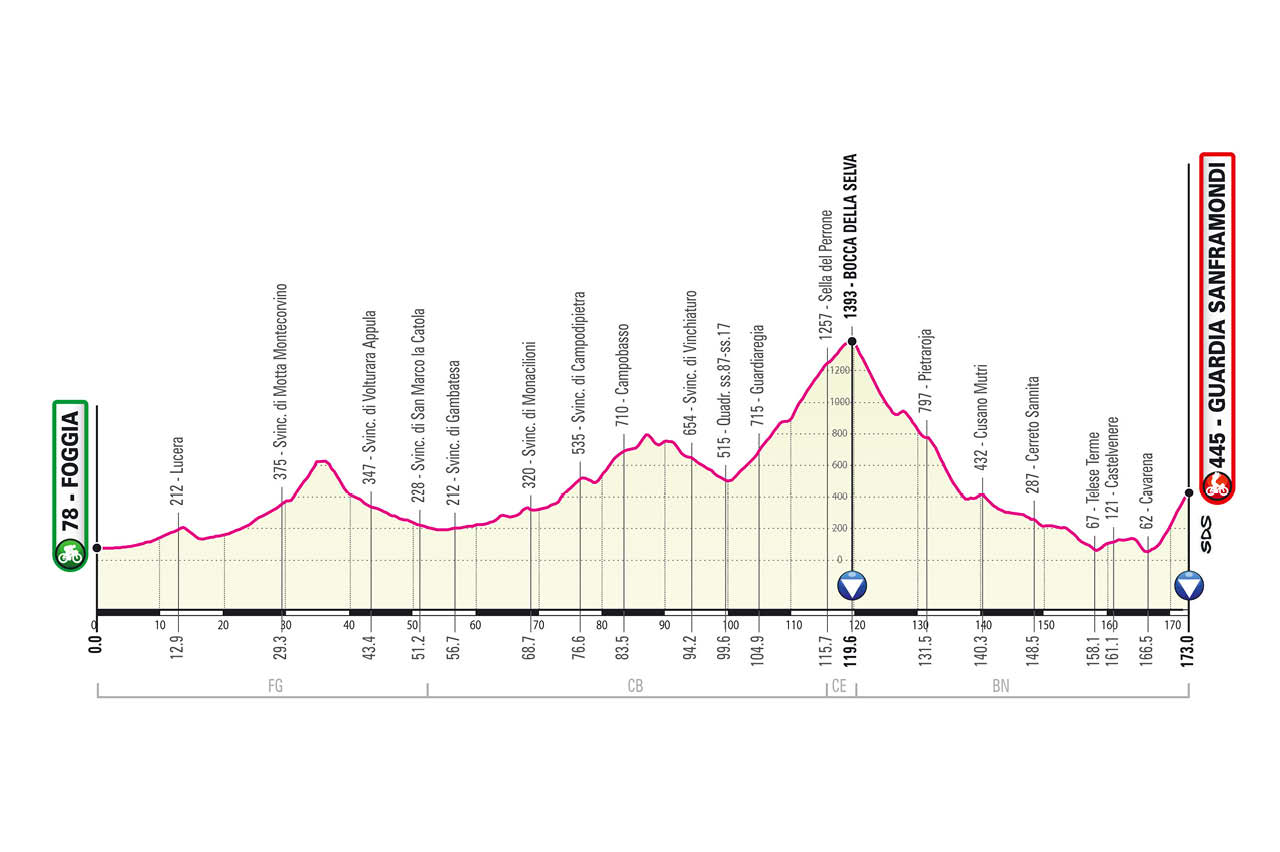 78 - FOGGIA
212 - Lucera
375 - Svinc. di Motta Montecorvino
347 - Svinc. di Volturara Appula
228 - Svinc. di San Marco la Catola
212 - Svinc. di Gambatesa
320 - Svinc. di Monacilioni
535 - Svinc. di Campodipietra
710 - Campobasso
654 - Svinc. di Vinchiaturo
515 - Quadr. ss.87-ss.17
715 - Guardiaregia
1257 - Sella del Perrone
1393 - BOCCA DELLA SELVA
797 - Pietraroja
432 - Cusano Mutri
287 - Cerreto Sannita
67 - Telese Terme
121 - Castelvenere
62 - Cavarena
445 - GUARDIA SANFRAMONDI
1200
1000
800
600
400
200
0
SDS
0 10 20 30 40 50 60 70 80 90 100 110 120 130 140 150 160 170
0.0 12.9 29.3 43.4 51.2 56.7 68.7 76.6 83.5 94.2 99.6 104.9 115.7 119.6 131.5 140.3 148.5 158.1 161.1 166.5 173.0
FG CB CE BN